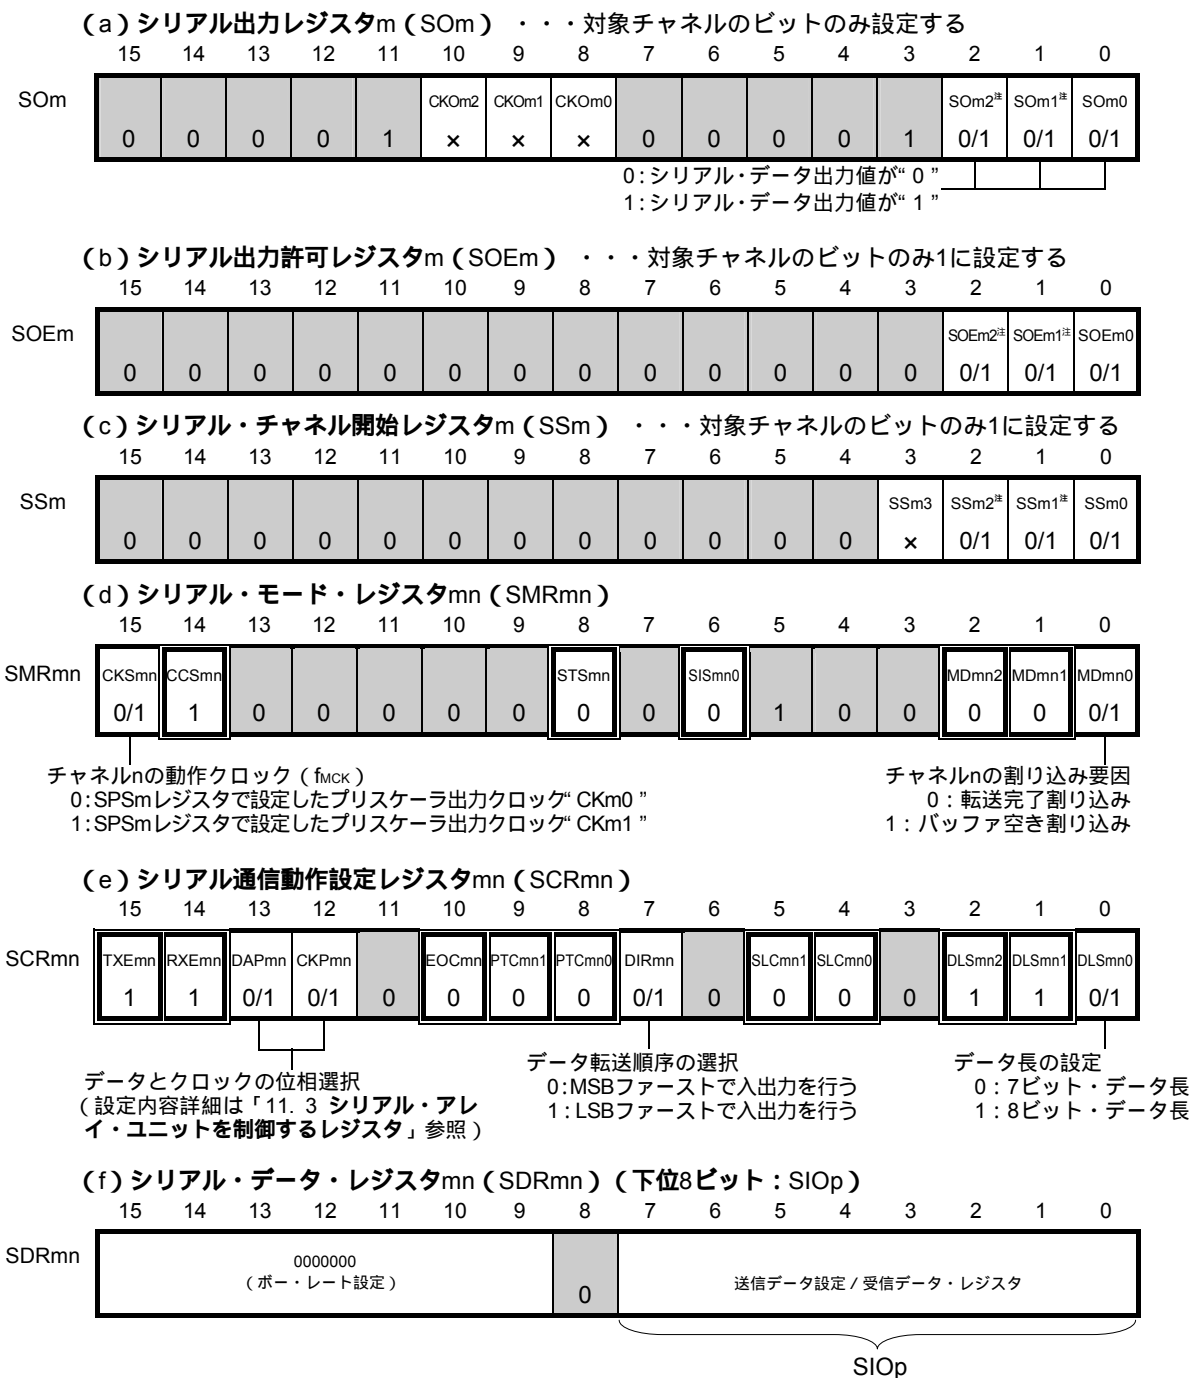 （a）シリアル出力レジスタm（SOm） ・・・対象チャネルのビットのみ設定する
15 14 13 12 11 10 9 8 7 6 5 4 3 2 1 0
SOm CKOm2 CKOm1 CKOm0 SOm2注 SOm1注 SOm0
0 0 0 0 1 × × × 0 0 0 0 1 0/1 0/1 0/1
0：シリアル・データ出力値が“0”
1：シリアル・データ出力値が“1”
（b）シリアル出力許可レジスタm（SOEm） ・・・対象チャネルのビットのみ1に設定する
15 14 13 12 11 10 9 8 7 6 5 4 3 2 1 0
SOEm SOEm2注 SOEm1注 SOEm0
0 0 0 0 0 0 0 0 0 0 0 0 0 0/1 0/1 0/1
（c）シリアル・チャネル開始レジスタm（SSm） ・・・対象チャネルのビットのみ1に設定する
15 14 13 12 11 10 9 8 7 6 5 4 3 2 1 0
SSm SSm3 SSm2注 SSm1注 SSm0
0 0 0 0 0 0 0 0 0 0 0 0 × 0/1 0/1 0/1
（d）シリアル・モード・レジスタmn（SMRmn）
15 14 13 12 11 10 9 8 7 6 5 4 3 2 1 0
SMRmn CKSmn CCSmn STSmn SISmn0 MDmn2 MDmn1 MDmn0
0/1 1 0 0 0 0 0 0 0 0 1 0 0 0 0 0/1
チャネルnの動作クロック（fMCK）
0：SPSmレジスタで設定したプリスケーラ出力クロック“CKm0”
1：SPSmレジスタで設定したプリスケーラ出力クロック“CKm1”
チャネルnの割り込み要因
0：転送完了割り込み
1：バッファ空き割り込み
（e）シリアル通信動作設定レジスタmn（SCRmn）
15 14 13 12 11 10 9 8 7 6 5 4 3 2 1 0
SCRmn TXEmn RXEmn DAPmn CKPmn EOCmn PTCmn1 PTCmn0 DIRmn SLCmn1 SLCmn0 DLSmn2 DLSmn1 DLSmn0
1 1 0/1 0/1 0 0 0 0 0/1 0 0 0 0 1 1 0/1
データとクロックの位相選択
（設定内容詳細は「11. 3 シリアル・アレ
イ・ユニットを制御するレジスタ」参照）
データ転送順序の選択
0：MSBファーストで入出力を行う
1：LSBファーストで入出力を行う
データ長の設定
0：7ビット・データ長
1：8ビット・データ長
（f）シリアル・データ・レジスタmn（SDRmn）（下位8ビット：SIOp）
15 14 13 12 11 10 9 8 7 6 5 4 3 2 1 0
SDRmn
0000000
（ボー・レート設定）
0
送信データ設定／受信データ・レジスタ
SIOp